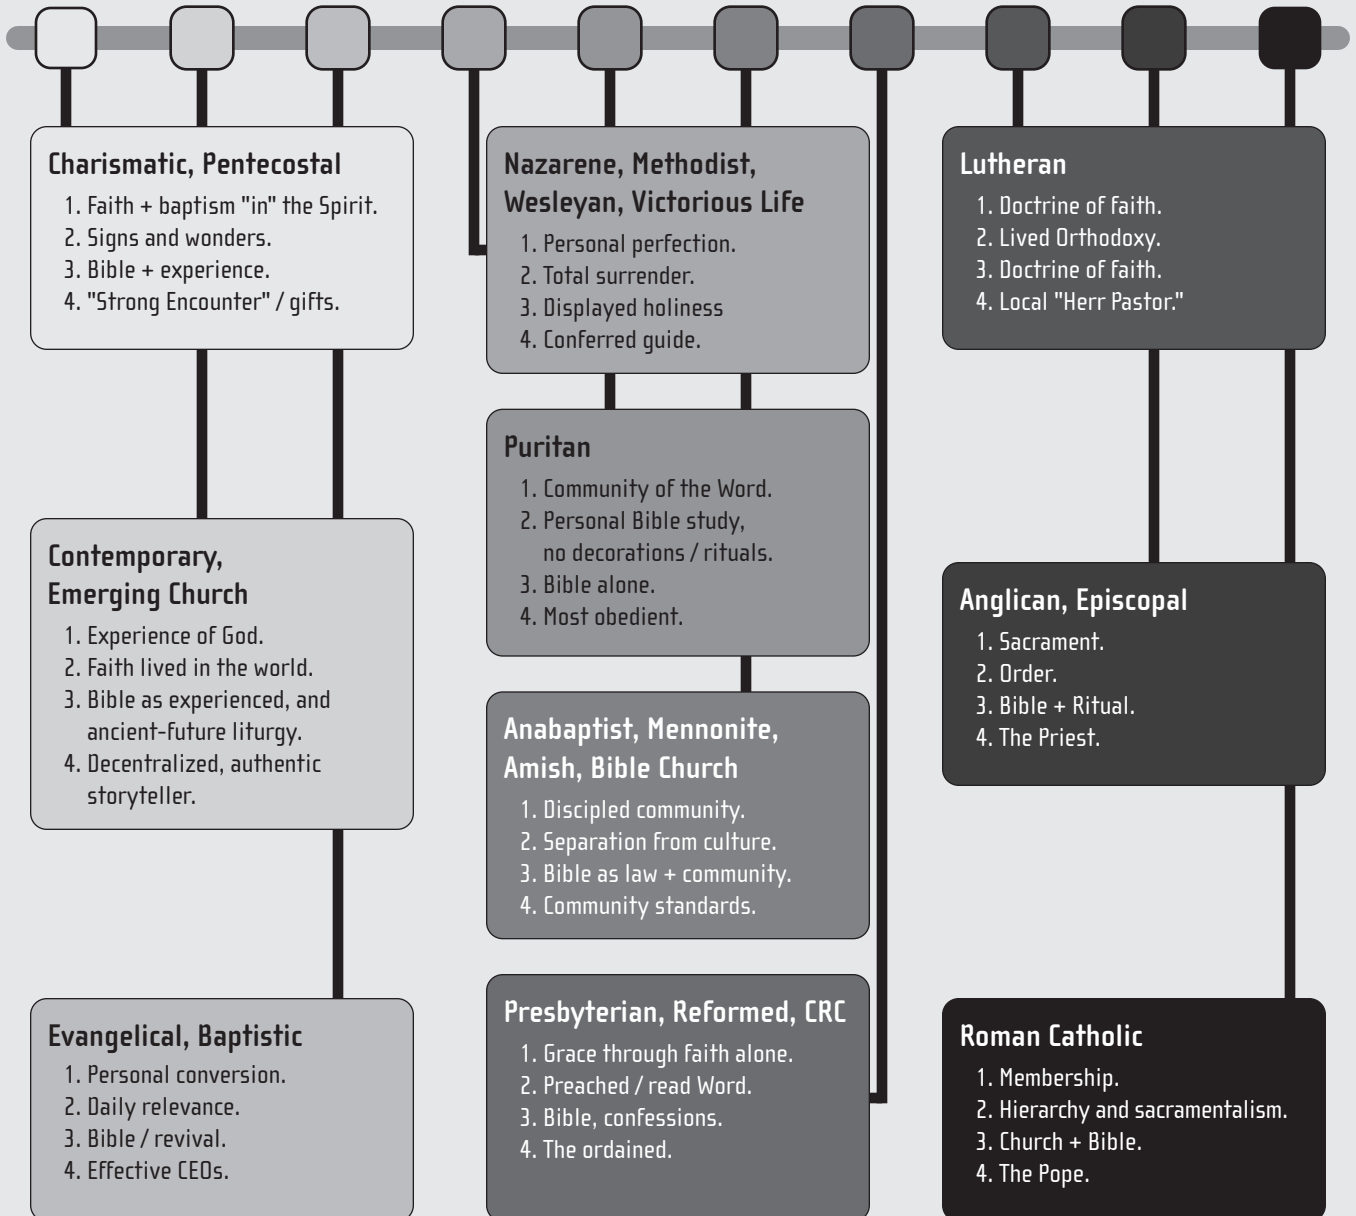 Charismatic, Pentecostal
1. Faith + baptism "in" the Spirit.
2. Signs and wonders.
3. Bible + experience.
4. "Strong Encounter" / gifts.
Contemporary,
Emerging Church
1. Experience of God.
2. Faith lived in the world.
3. Bible as experienced, and
ancient-future liturgy.
4. Decentralized, authentic
storyteller.
Evangelical, Baptistic
1. Personal conversion.
2. Daily relevance.
3. Bible / revival.
4. Effective CEOs.
Nazarene, Methodist,
Wesleyan, Victorious Life
1. Personal perfection.
2. Total surrender.
3. Displayed holiness
4. Conferred guide.
Puritan
1. Community of the Word.
2. Personal Bible study,
no decorations / rituals.
3. Bible alone.
4. Most obedient.
Anabaptist, Mennonite,
Amish, Bible Church
1. Discipled community.
2. Separation from culture.
3. Bible as law + community.
4. Community standards.
Presbyterian, Reformed, CRC
1. Grace through faith alone.
2. Preached / read Word.
3. Bible, confessions.
4. The ordained.
Lutheran
1. Doctrine of faith.
2. Lived Orthodoxy.
3. Doctrine of faith.
4. Local "Herr Pastor."
Anglican, Episcopal
1. Sacrament.
2. Order.
3. Bible + Ritual.
4. The Priest.
Roman Catholic
1. Membership.
2. Hierarchy and sacramentalism.
3. Church + Bible.
4. The Pope.